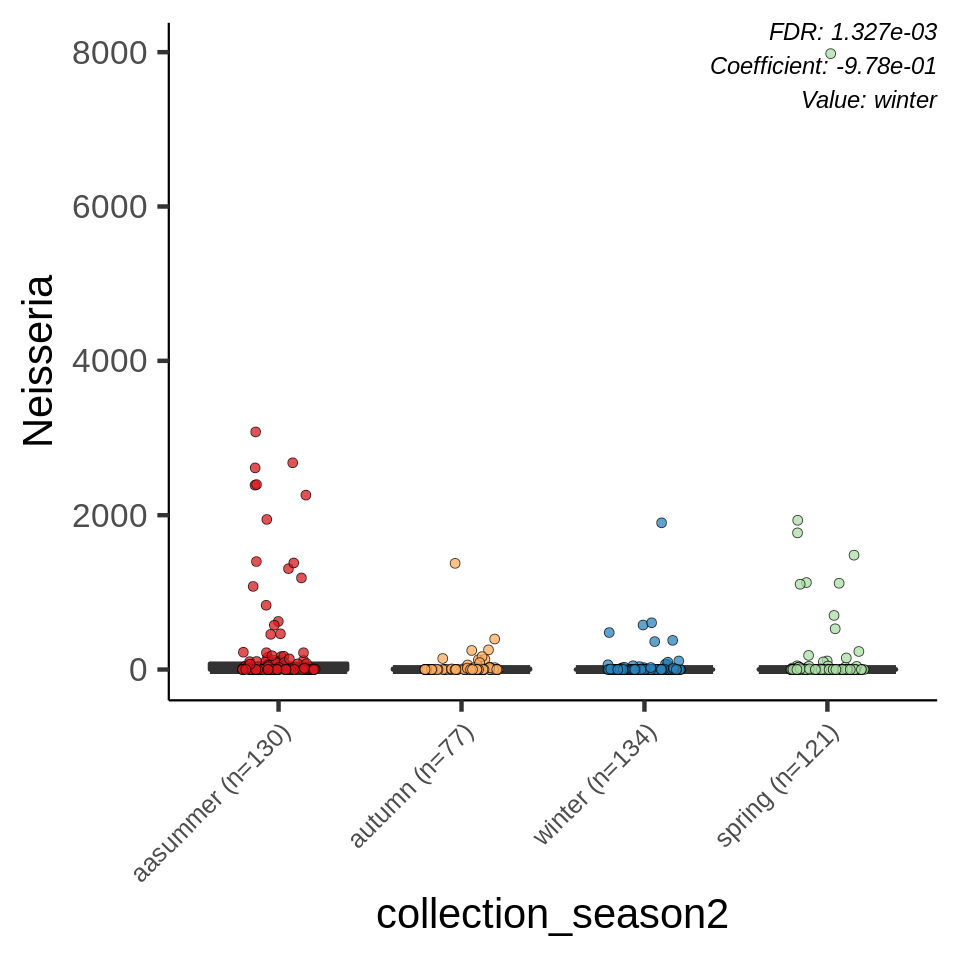 FDR: 1.327e-03
Coefficient: -9.78e-01
Value: winter
8000
6000
4000
2000
0
Neisseria
aasummer (n=130)
autumn (n=77)
winter (n=134)
spring (n=121)
collection_season2